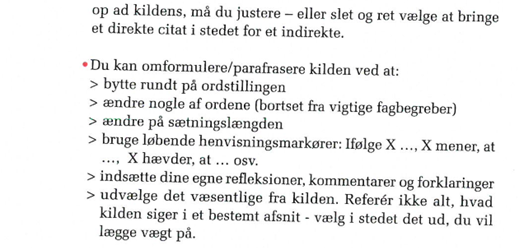 op ad kildens, må du justere – eller slet og ret vælge at bringe
et direkte citat i stedet for et indirekte.
•Du kan omformulere/parafrasere kilden ved at:
> bytte rundt på ordstillingen
> ændre nogle af ordene (bortset fra vigtige fagbegreber)
> ændre på sætningslængden
> bruge løbende henvisningsmarkører: Ifølge X ..., X mener, at
..., X hævder, at ... osv.
> indsætte dine egne refleksioner, kommentarer og forklaringer
> udvælge det væsentlige fra kilden. Referér ikke alt, hvad
kilden siger i et bestemt afsnit - vælg i stedet det ud, du vil
lægge vægt på.